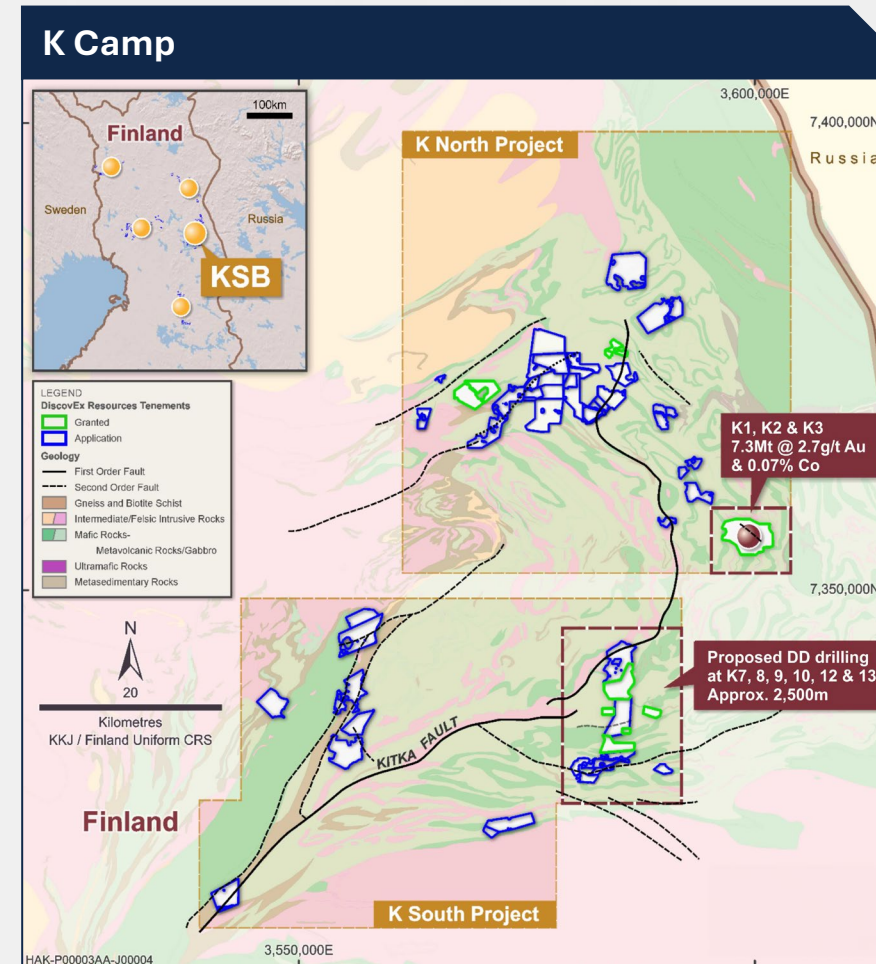 K Camp
3,600,000E
7,400,000N
Russia
100km
Finland
Sweden
Russia
KSB
K North Project
LEGEND
DiscovEx Resources Tenements
Granted
Application
Geology
First Order Fault
Second Order Fault
Gneiss and Biotite Schist
Intermediate/Felsic Intrusive Rocks
Mafic Rocks-
Metavolcanic Rocks/Gabbro
Ultramafic Rocks
Metasedimentary Rocks
K1, K2 & K3
7.3Mt @ 2.7g/t Au
& 0.07% Co
7,350,000N
N
20
Kilometres
KKJ / Finland Uniform CRS
Proposed DD drilling
at K7, 8, 9, 10, 12 & 13
Approx. 2,500m
KITKA FAULT
Finland
K South Project
3,550,000E
HAK-P00003AA-J00004